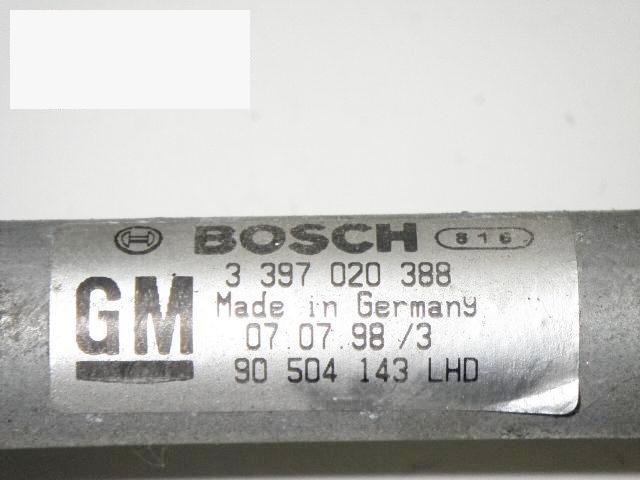 BOSCH 816
3 397 020 388
GM
Made in Germany
07.07.98 /3
90 504 143 LHD